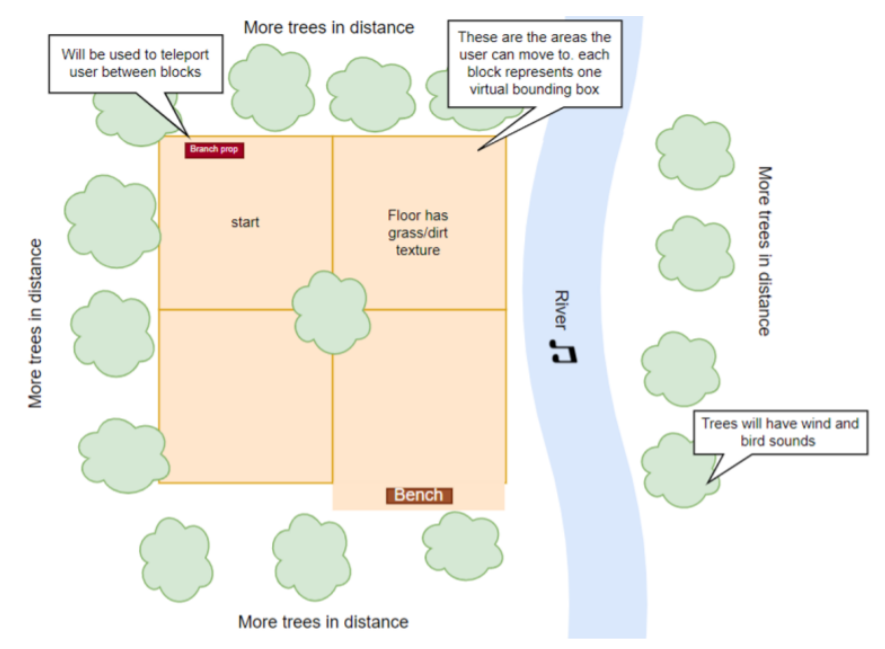 More trees in distance
Will be used to teleport
user between blocks
These are the areas the
user can move to. each
block represents one
virtual bounding box
Branch prop
start
Floor has
grass/dirt
texture
More trees in distance
River
More trees in distance
Trees will have wind and
bird sounds
Bench
More trees in distance